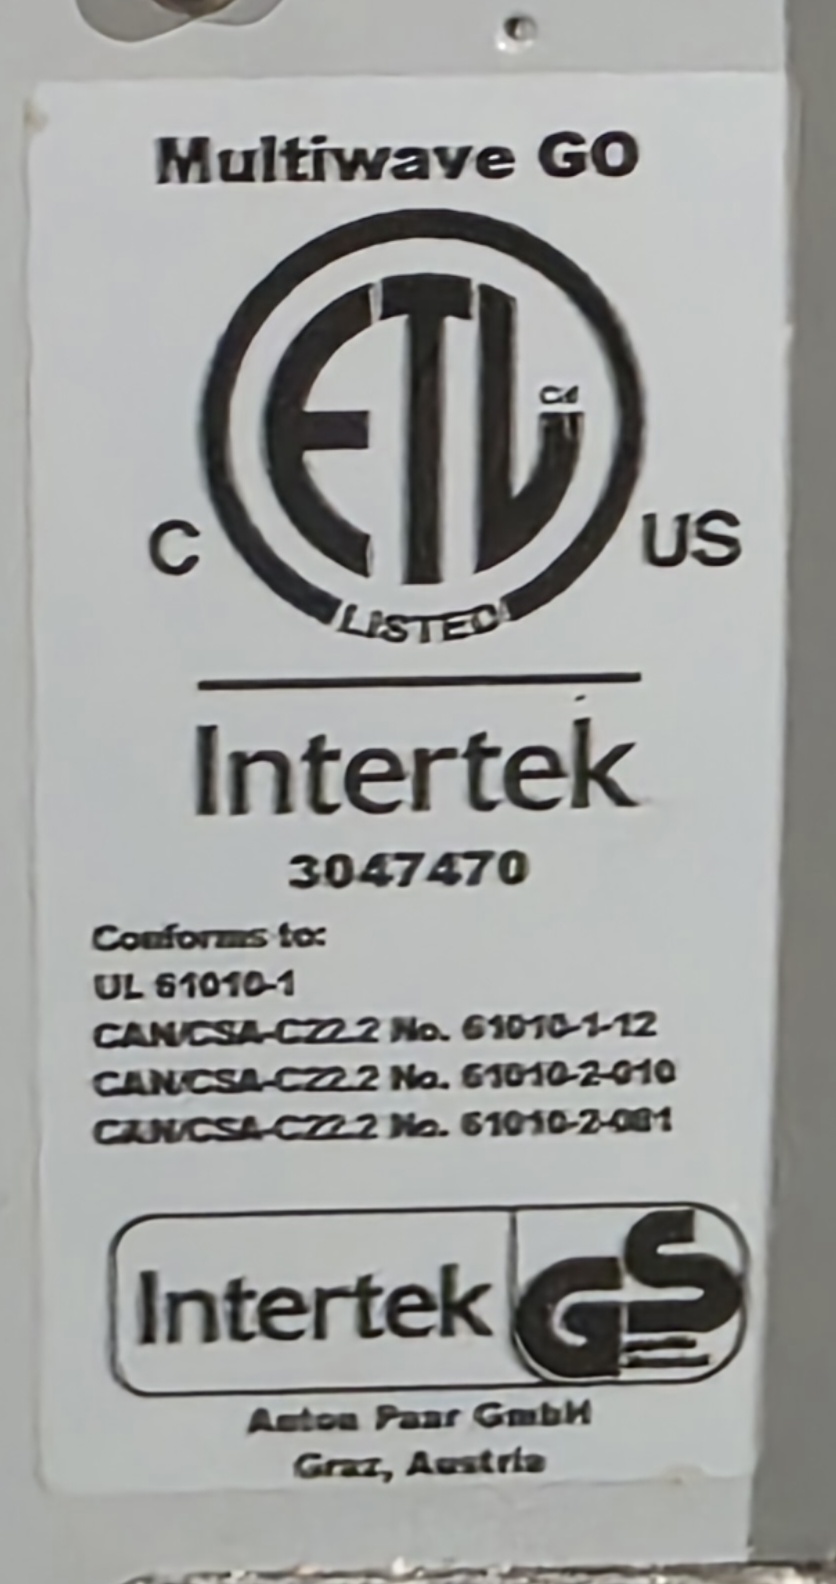 Multiwave GO
ETL
CM
C US
LISTED
Intertek
3047470
Conforms to:
UL 61010-1
CAN/CSA-C22.2 No. 61010-1-12
CAN/CSA-C22.2 No. 61010-2-010
CAN/CSA-C22.2 No. 61010-2-081
Intertek GS
Anton Paar GmbH
Graz, Austria